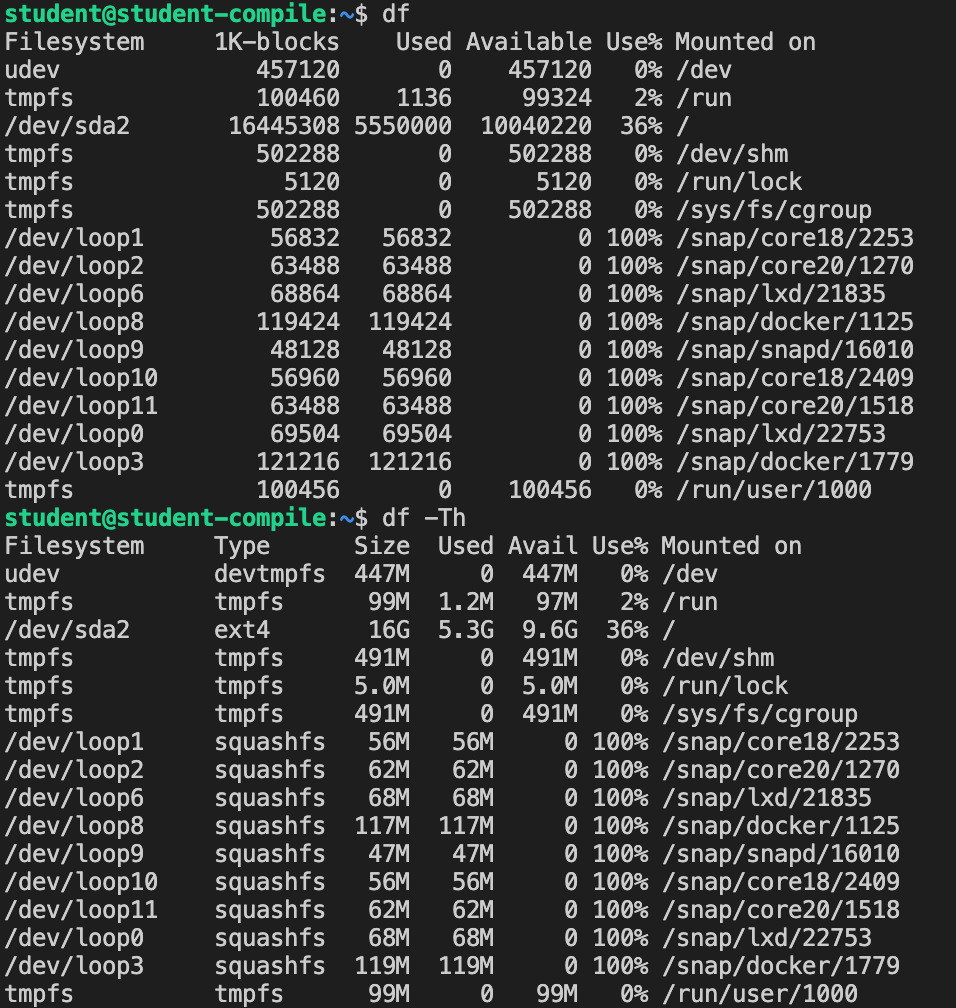 student@student-compile:~$ df
Filesystem     1K-blocks    Used Available Use% Mounted on
udev              457120       0    457120   0% /dev
tmpfs             100460    1136     99324   2% /run
/dev/sda2       16445308 5550000  10040220  36% /
tmpfs             502288       0    502288   0% /dev/shm
tmpfs               5120       0      5120   0% /run/lock
tmpfs             502288       0    502288   0% /sys/fs/cgroup
/dev/loop1         56832   56832         0 100% /snap/core18/2253
/dev/loop2         63488   63488         0 100% /snap/core20/1270
/dev/loop6         68864   68864         0 100% /snap/lxd/21835
/dev/loop8        119424  119424         0 100% /snap/docker/1125
/dev/loop9         48128   48128         0 100% /snap/snapd/16010
/dev/loop10        56960   56960         0 100% /snap/core18/2409
/dev/loop11        63488   63488         0 100% /snap/core20/1518
/dev/loop0         69504   69504         0 100% /snap/lxd/22753
/dev/loop3        121216  121216         0 100% /snap/docker/1779
tmpfs             100456       0    100456   0% /run/user/1000
student@student-compile:~$ df -Th
Filesystem     Type      Size  Used Avail Use% Mounted on
udev           devtmpfs  447M     0  447M   0% /dev
tmpfs          tmpfs      99M  1.2M   97M   2% /run
/dev/sda2      ext4       16G  5.3G  9.6G  36% /
tmpfs          tmpfs     491M     0  491M   0% /dev/shm
tmpfs          tmpfs     5.0M     0  5.0M   0% /run/lock
tmpfs          tmpfs     491M     0  491M   0% /sys/fs/cgroup
/dev/loop1     squashfs   56M   56M     0 100% /snap/core18/2253
/dev/loop2     squashfs   62M   62M     0 100% /snap/core20/1270
/dev/loop6     squashfs   68M   68M     0 100% /snap/lxd/21835
/dev/loop8     squashfs  117M  117M     0 100% /snap/docker/1125
/dev/loop9     squashfs   47M   47M     0 100% /snap/snapd/16010
/dev/loop10    squashfs   56M   56M     0 100% /snap/core18/2409
/dev/loop11    squashfs   62M   62M     0 100% /snap/core20/1518
/dev/loop0     squashfs   68M   68M     0 100% /snap/lxd/22753
/dev/loop3     squashfs  119M  119M     0 100% /snap/docker/1779
tmpfs          tmpfs      99M     0   99M   0% /run/user/1000